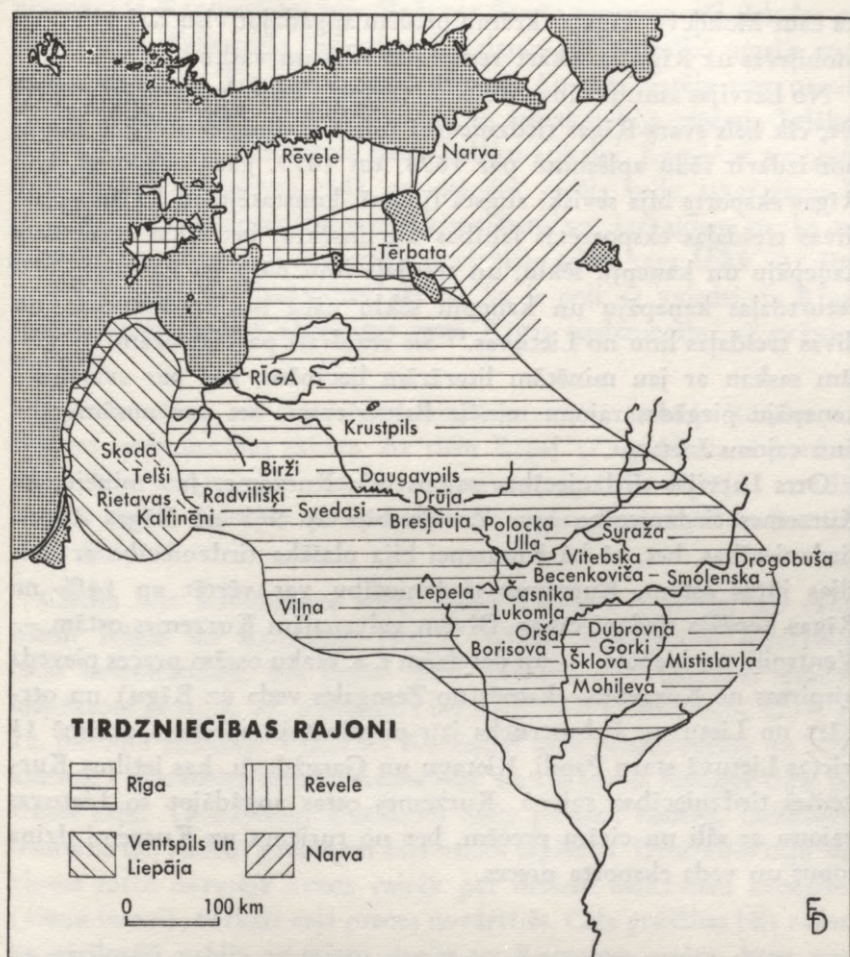 Rēvele
Narva
Tērbata
RĪGA
Krustpils
Skoda
Telši
Rietavas
Kaltinēni
Birži
Radvilišķi
Svedasi
Daugavpils
Drūja
Breslauja
Polocka
Ulla
Suraža
Vitebska
Becenkoviča
Smoļenska
Drogobuša
Lepela
Časnika
Lukomļa
Viļņa
Orša
Borisova
Dubrovna
Gorki
Šklova
Mistislavļa
Mohiļeva
TIRDZNIECĪBAS RAJONI
Rīga
Rēvele
Ventspils un
Liepāja
Narva
0 100 km
ED